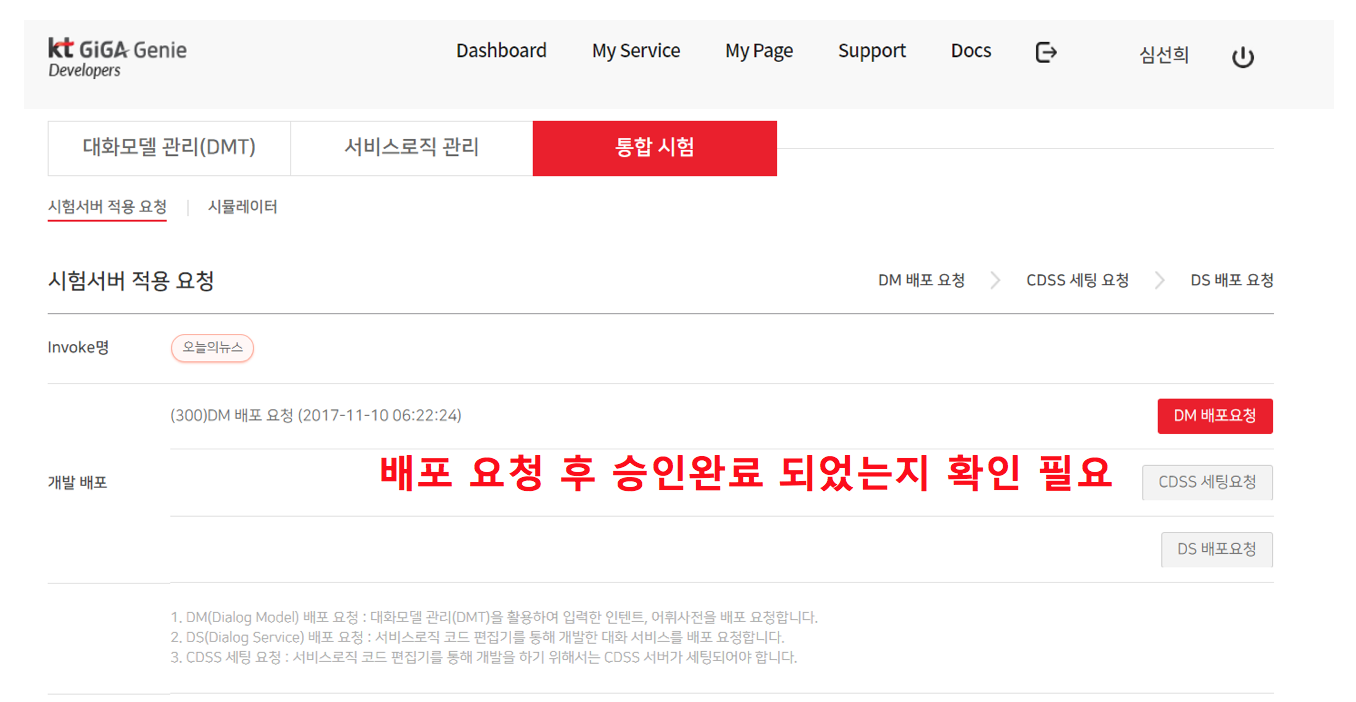 kt GiGA Genie
Developers
Dashboard
My Service
My Page
Support
Docs
심선희
대화모델 관리(DMT)
서비스로직 관리
통합 시험
시험서버 적용 요청
시뮬레이터
시험서버 적용 요청
DM 배포 요청
CDSS 세팅 요청
DS 배포 요청
Invoke명
오늘의뉴스
(300)DM 배포 요청 (2017-11-10 06:22:24)
DM 배포요청
개발 배포
배포 요청 후 승인완료 되었는지 확인 필요
CDSS 세팅요청
DS 배포요청
1. DM(Dialog Model) 배포 요청 : 대화모델 관리(DMT)을 활용하여 입력한 인텐트, 어휘사전을 배포 요청합니다.
2. DS(Dialog Service) 배포 요청 : 서비스로직 코드 편집기를 통해 개발한 대화 서비스를 배포 요청합니다.
3. CDSS 세팅 요청 : 서비스로직 코드 편집기를 통해 개발을 하기 위해서는 CDSS 서버가 세팅되어야 합니다.